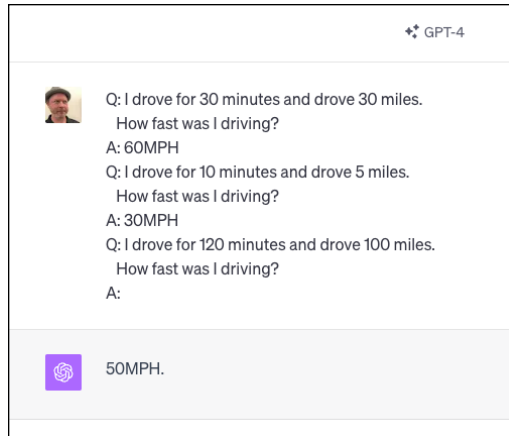 GPT-4
Q: I drove for 30 minutes and drove 30 miles.
How fast was I driving?
A: 60MPH
Q: I drove for 10 minutes and drove 5 miles.
How fast was I driving?
A: 30MPH
Q: I drove for 120 minutes and drove 100 miles.
How fast was I driving?
A:
50MPH.